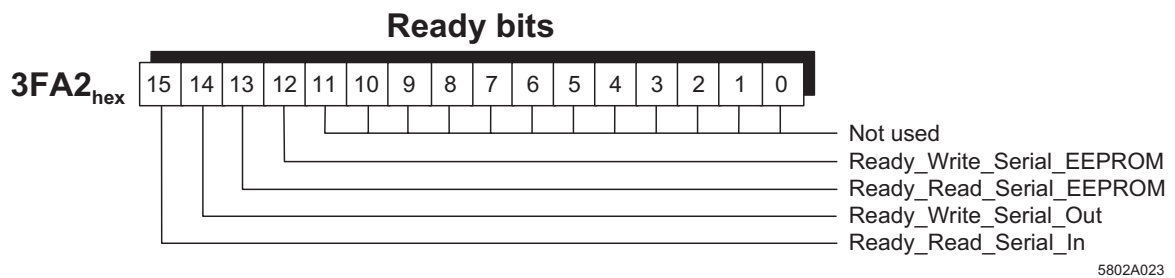 Ready bits
3FA2hex 15 14 13 12 11 10 9 8 7 6 5 4 3 2 1 0
Not used
Ready_Write_Serial_EEPROM
Ready_Read_Serial_EEPROM
Ready_Write_Serial_Out
Ready_Read_Serial_In
5802A023